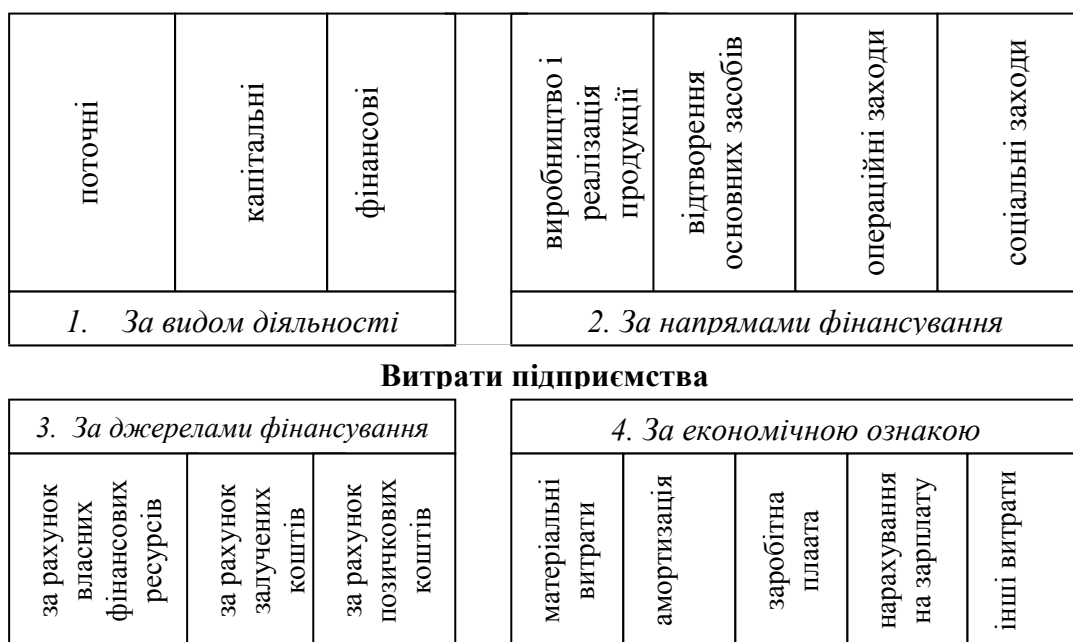 поточні
капітальні
фінансові
виробництво і
реалізація
продукції
відтворення
основних засобів
операційні заходи
соціальні заходи
1. За видом діяльності
2. За напрямами фінансування
Витрати підприємства
3. За джерелами фінансування
4. За економічною ознакою
за рахунок
власних
фінансових
ресурсів
за рахунок
залучених
коштів
за рахунок
позичкових
коштів
матеріальні
витрати
амортизація
заробітна
плаата
нарахування
на зарплату
інші витрати